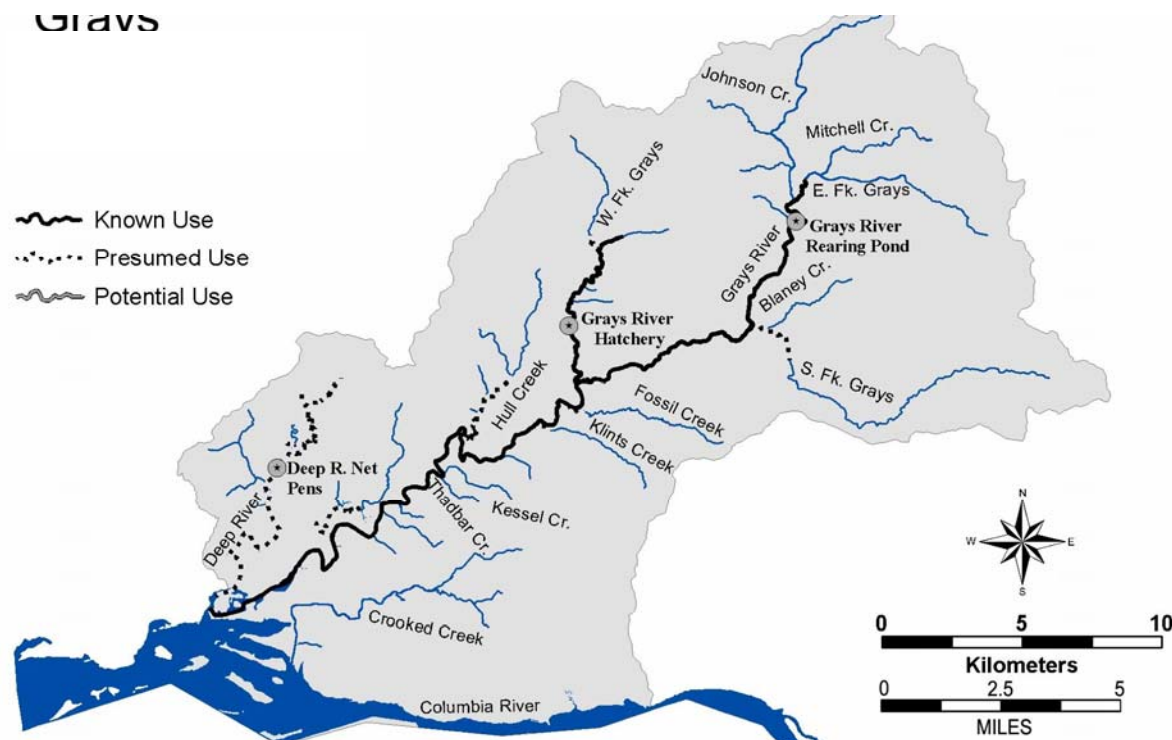 Grays
Known Use
Presumed Use
Potential Use
Johnson Cr.
Mitchell Cr.
W. Fk. Grays
E. Fk. Grays
Grays River
Rearing Pond
Grays River
Blaney Cr.
Grays River
Hatchery
S. Fk. Grays
Hull Creek
Fossil Creek
Klints Creek
Deep R. Net
Pens
Deep River
Thadbar Cr.
Kessel Cr.
Crooked Creek
Columbia River
N
W
E
S
0
5
10
Kilometers
0
2.5
5
MILES